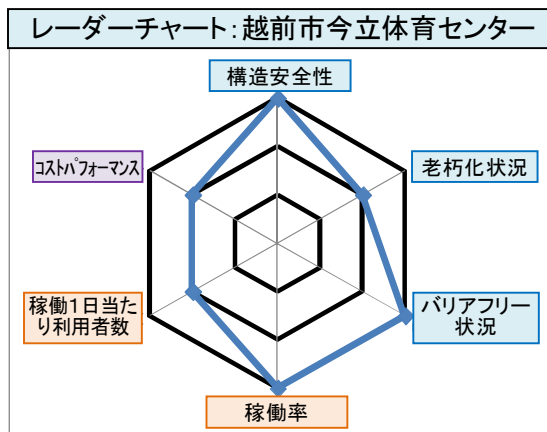 レーダーチャート:越前市今立体育センター
構造安全性
コストパフォーマンス
老朽化状況
稼働1日当た
り利用者数
バリアフリー
状況
稼働率